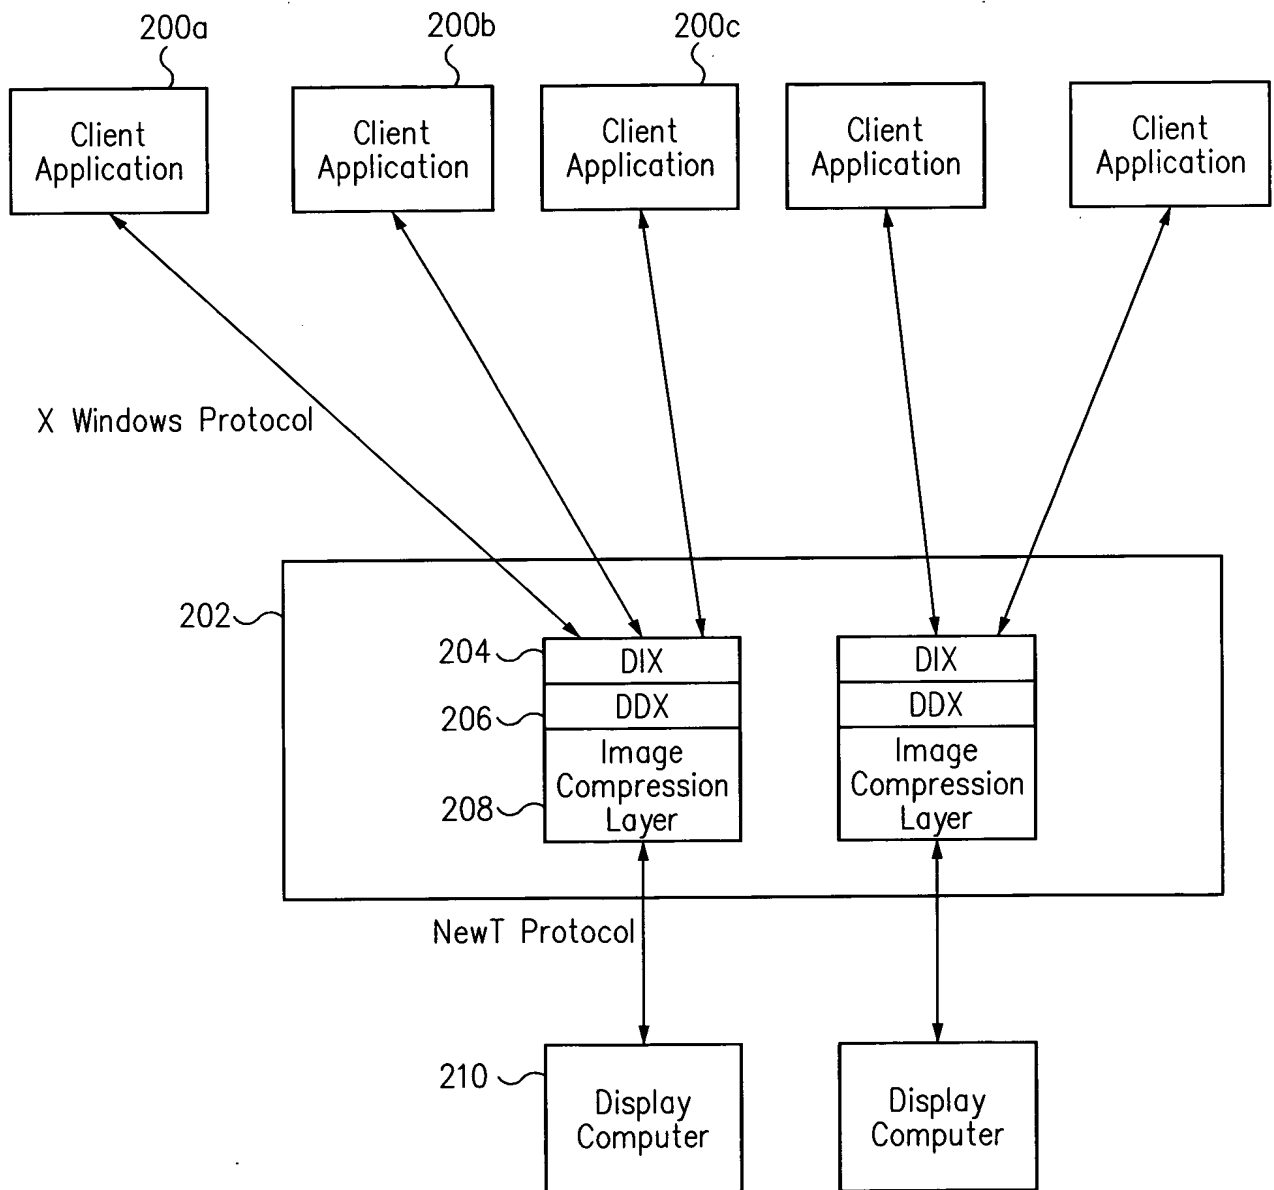 200a
200b
200c
Client
Application
Client
Application
Client
Application
Client
Application
Client
Application
X Windows Protocol
202
204
DIX
DIX
206
DDX
DDX
208
Image
Compression
Layer
Image
Compression
Layer
NewT Protocol
210
Display
Computer
Display
Computer